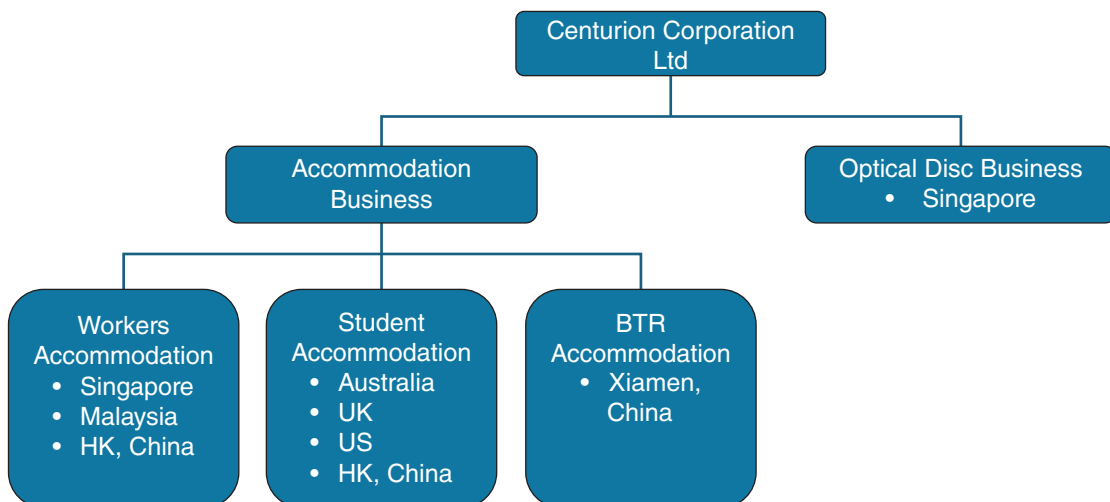 Centurion Corporation
Ltd
Accommodation
Business
Optical Disc Business
• Singapore
Workers
Accommodation
• Singapore
• Malaysia
• HK, China
Student
Accommodation
• Australia
• UK
• US
• HK, China
BTR
Accommodation
• Xiamen,
China